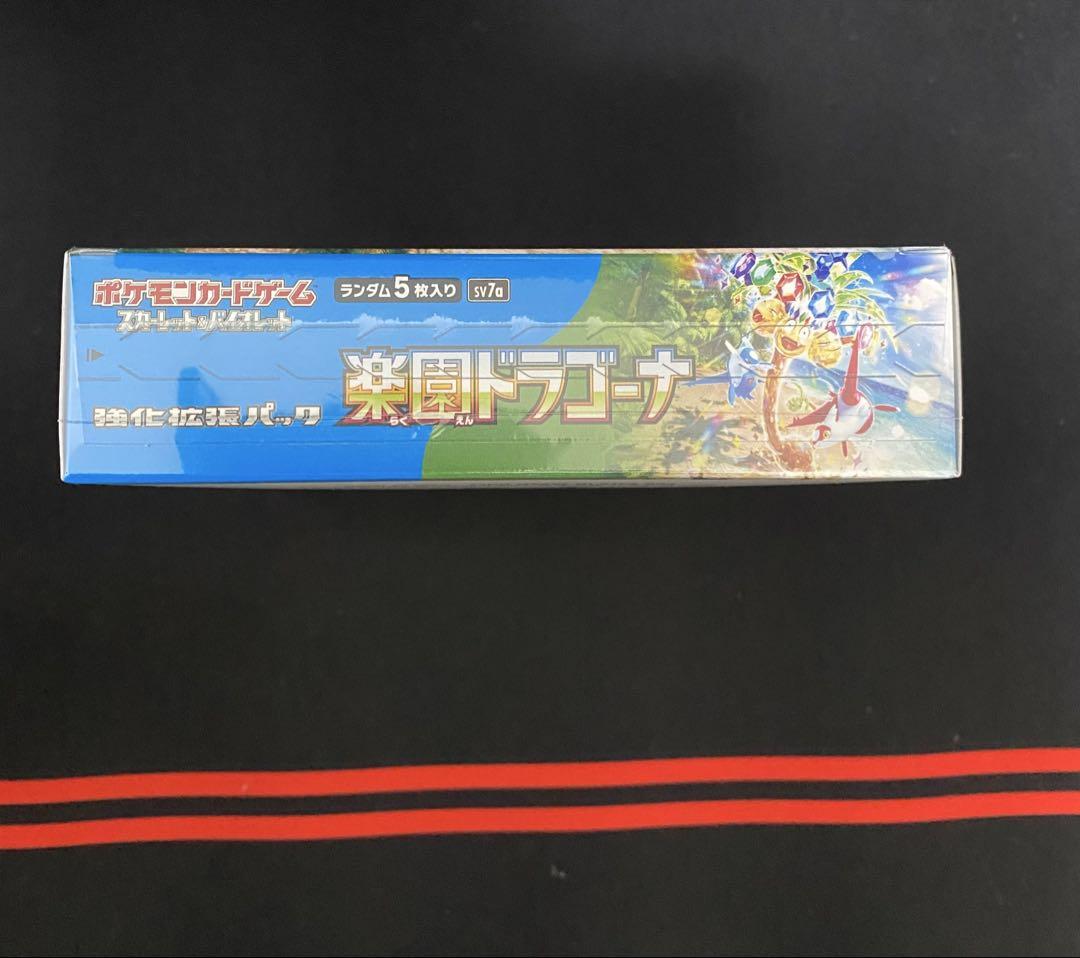 ポケモンカードゲーム
スカーレット&バイオレット
ランダム5枚入り
sv7a
強化拡張パック
楽園ドラゴーナ
らく えん